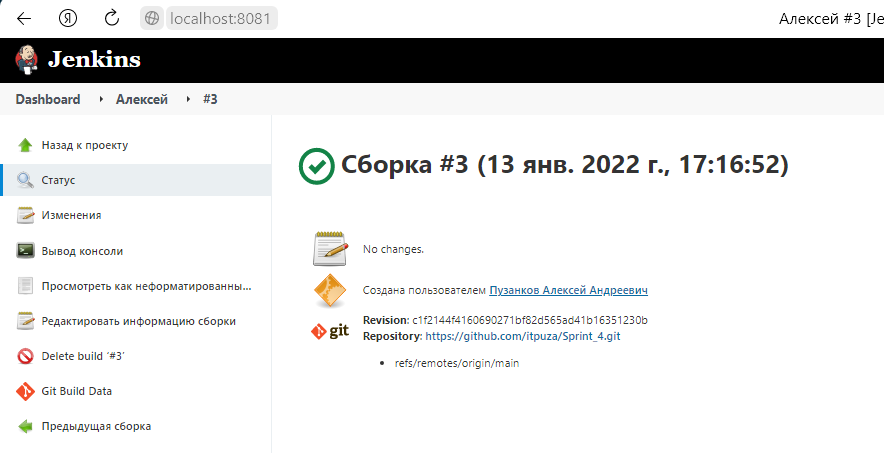 Я localhost:8081 Алексей #3 [Je
Jenkins
Dashboard Алексей #3
Назад к проекту
Статус
Изменения
Вывод консоли
Просмотреть как неформатированны...
Редактировать информацию сборки
Delete build ‘#3’
Git Build Data
Предыдущая сборка
Сборка #3 (13 янв. 2022 г., 17:16:52)
No changes.
Создана пользователем Пузанков Алексей Андреевич
git
Revision: c1f2144f4160690271bf82d565ad41b16351230b
Repository: https://github.com/itpuza/Sprint_4.git
refs/remotes/origin/main